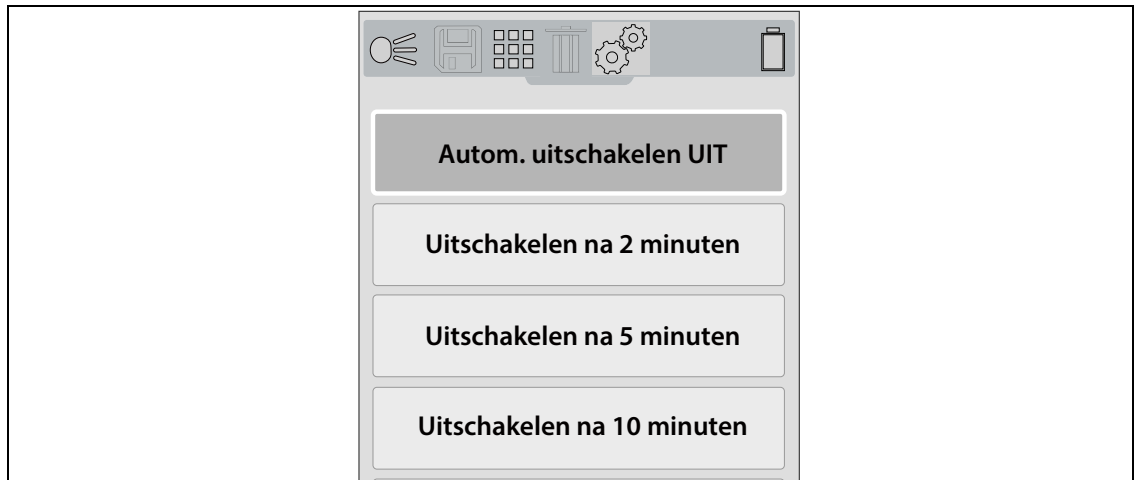 Autom. uitschakelen UIT
Uitschakelen na 2 minuten
Uitschakelen na 5 minuten
Uitschakelen na 10 minuten